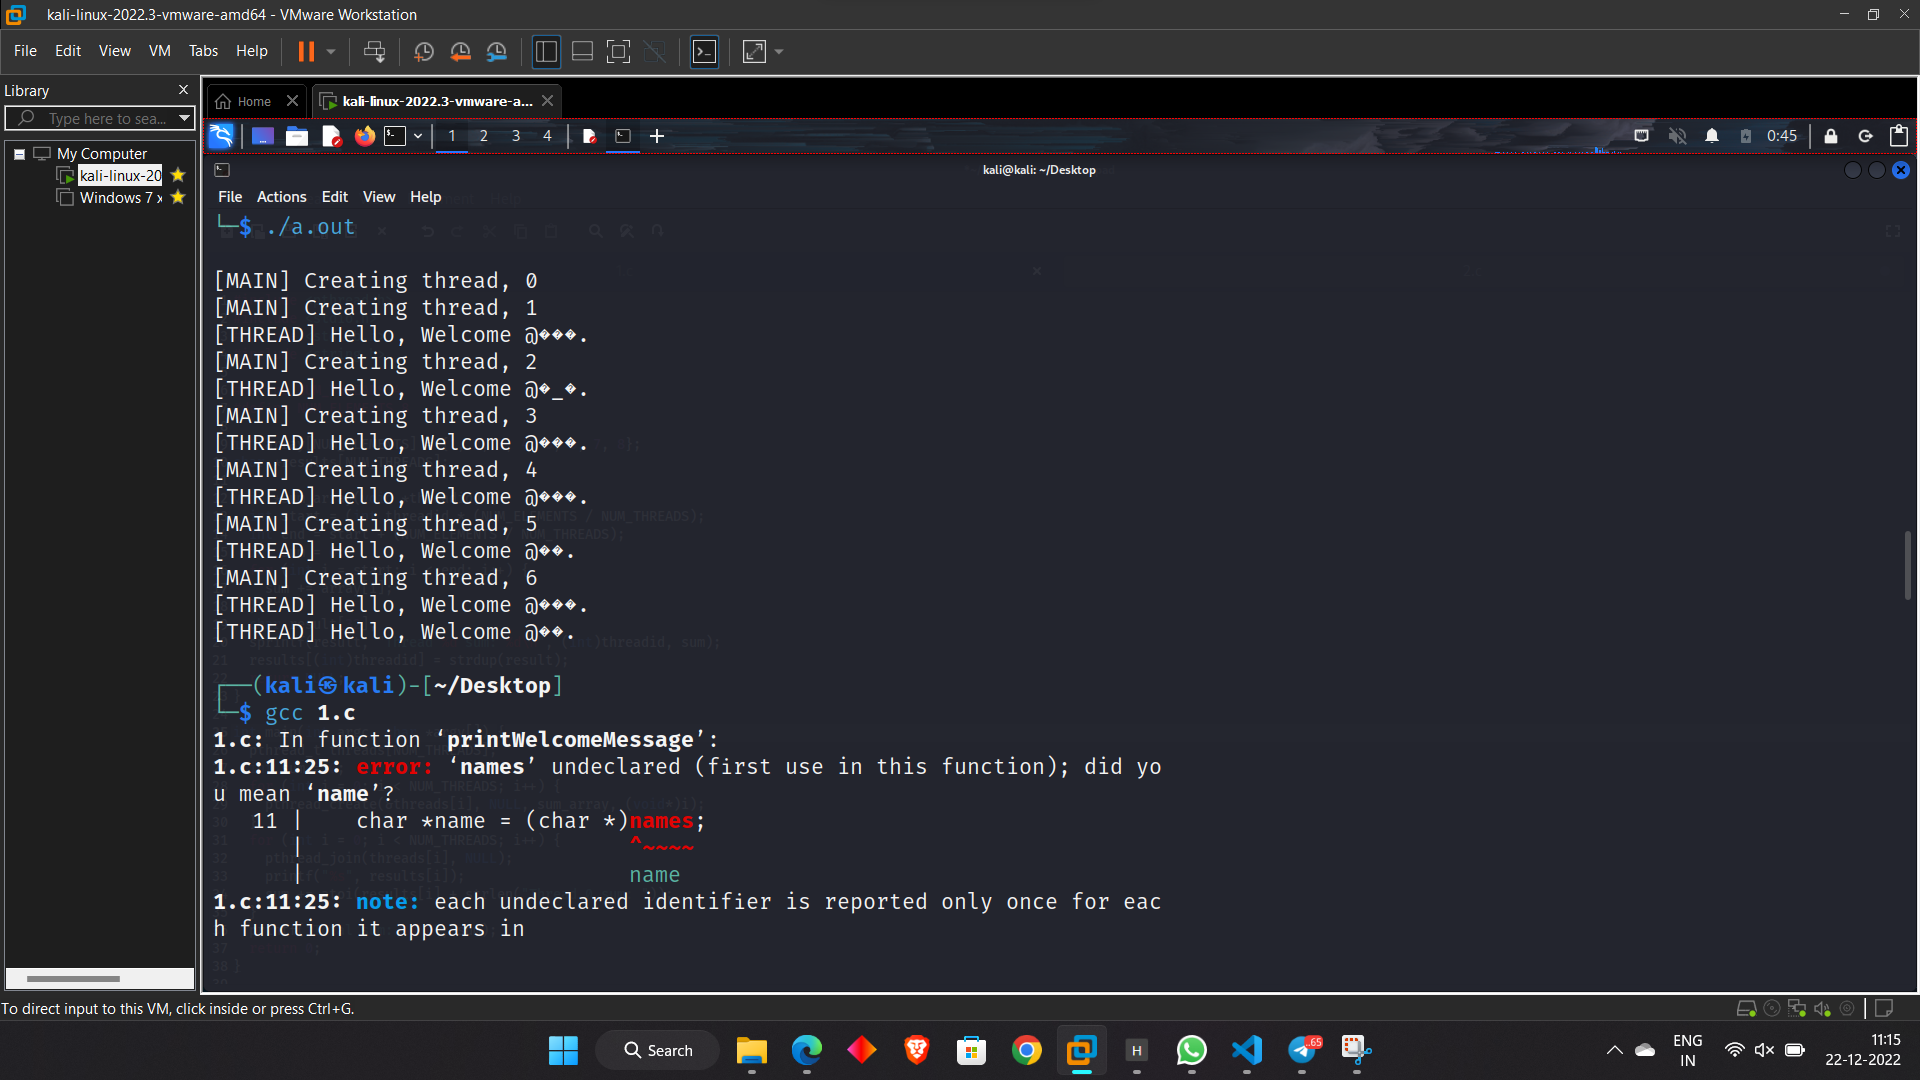 kali-linux-2022.3-vmware-amd64 - VMware Workstation
File Edit View VM Tabs Help
Library
Type here to sea...
My Computer
kali-linux-20
Windows 7 x
Home
kali-linux-2022.3-vmware-a...
1 2 3 4
0:45
kali@kali: ~/Desktop
File Actions Edit View Help
└─$ ./a.out
[MAIN] Creating thread, 0
[MAIN] Creating thread, 1
[THREAD] Hello, Welcome @���.
[MAIN] Creating thread, 2
[THREAD] Hello, Welcome @�_�.
[MAIN] Creating thread, 3
[THREAD] Hello, Welcome @���.
[MAIN] Creating thread, 4
[THREAD] Hello, Welcome @���.
[MAIN] Creating thread, 5
[THREAD] Hello, Welcome @��.
[MAIN] Creating thread, 6
[THREAD] Hello, Welcome @���.
[THREAD] Hello, Welcome @��.
┌──(kali㉿kali)-[~/Desktop]
└─$ gcc 1.c
1.c: In function ‘printWelcomeMessage’:
1.c:11:25: error: ‘names’ undeclared (first use in this function); did yo
u mean ‘name’?
11 |    char *name = (char *)names;
|                         ^~~~~
|                         name
1.c:11:25: note: each undeclared identifier is reported only once for eac
h function it appears in
To direct input to this VM, click inside or press Ctrl+G.
Search
H
..65
ENG
IN
11:15
22-12-2022